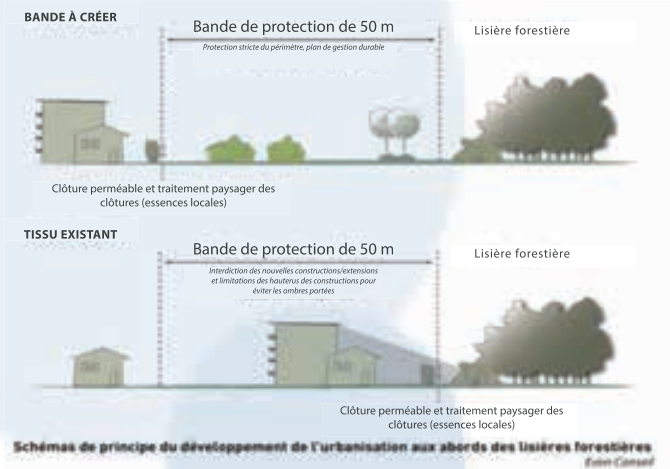 BANDE À CRÉER
Bande de protection de 50 m
Lisière forestière
Protection stricte du périmètre, plan de gestion durable
Clôture perméable et traitement paysager des
clôtures (essences locales)
TISSU EXISTANT
Bande de protection de 50 m
Lisière forestière
Interdiction des nouvelles constructions/extensions
et limitations des hauterus des constructions pour
éviter les ombres portées
Clôture perméable et traitement paysager des
clôtures (essences locales)
Schémas de principe du développement de l'urbanisation aux abords des lisières forestières
Even Conseil